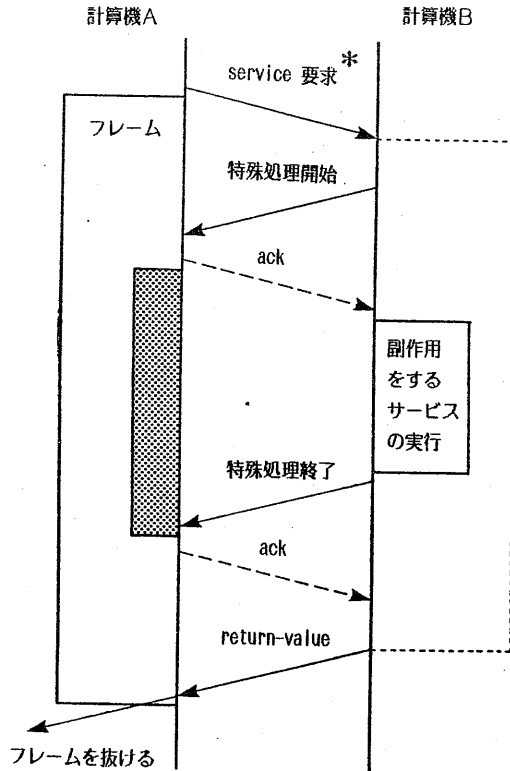 計算機A
計算機B
service 要求*
フレーム
特殊処理開始
ack
副作用
をする
サービス
の実行
特殊処理終了
ack
return-value
フレームを抜ける